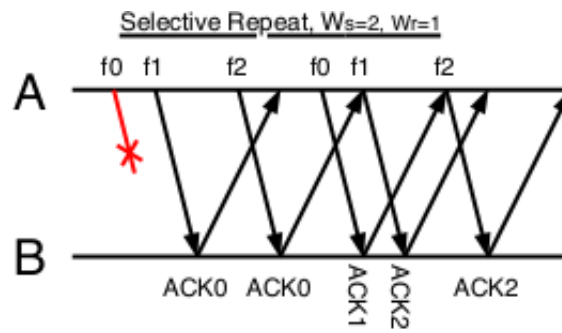 Selective Repeat, Ws=2, Wr=1
f0 f1 f2 f0 f1 f2
A
B
ACK0 ACK0 ACK1 ACK2 ACK2